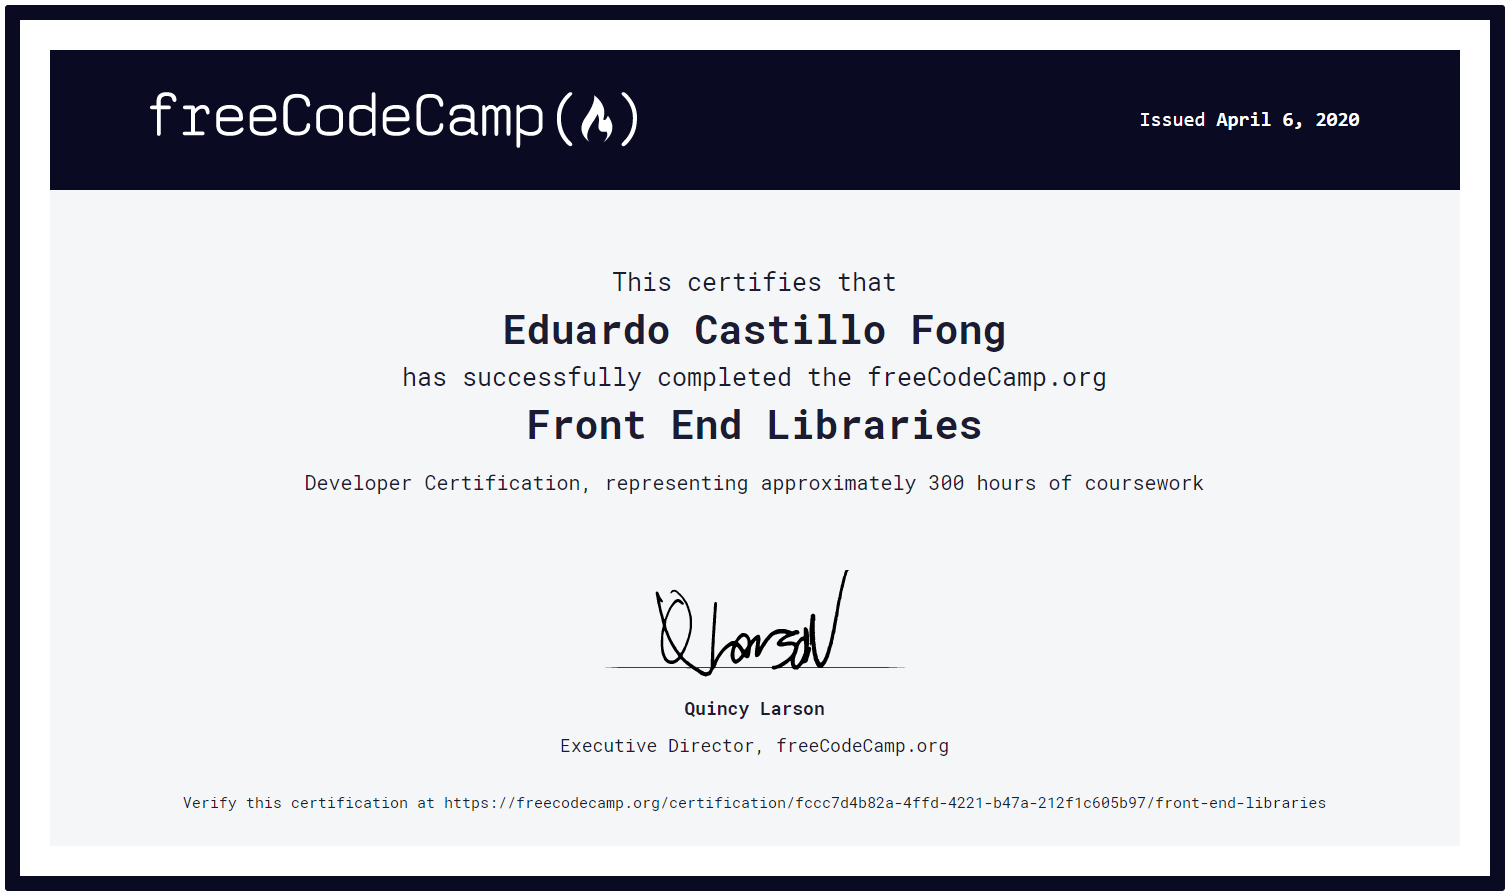 freeCodeCamp(🔥)
Issued April 6, 2020
This certifies that
Eduardo Castillo Fong
has successfully completed the freeCodeCamp.org
Front End Libraries
Developer Certification, representing approximately 300 hours of coursework
Q Larson
Quincy Larson
Executive Director, freeCodeCamp.org
Verify this certification at https://freecodecamp.org/certification/fccc7d4b82a-4ffd-4221-b47a-212f1c605b97/front-end-libraries